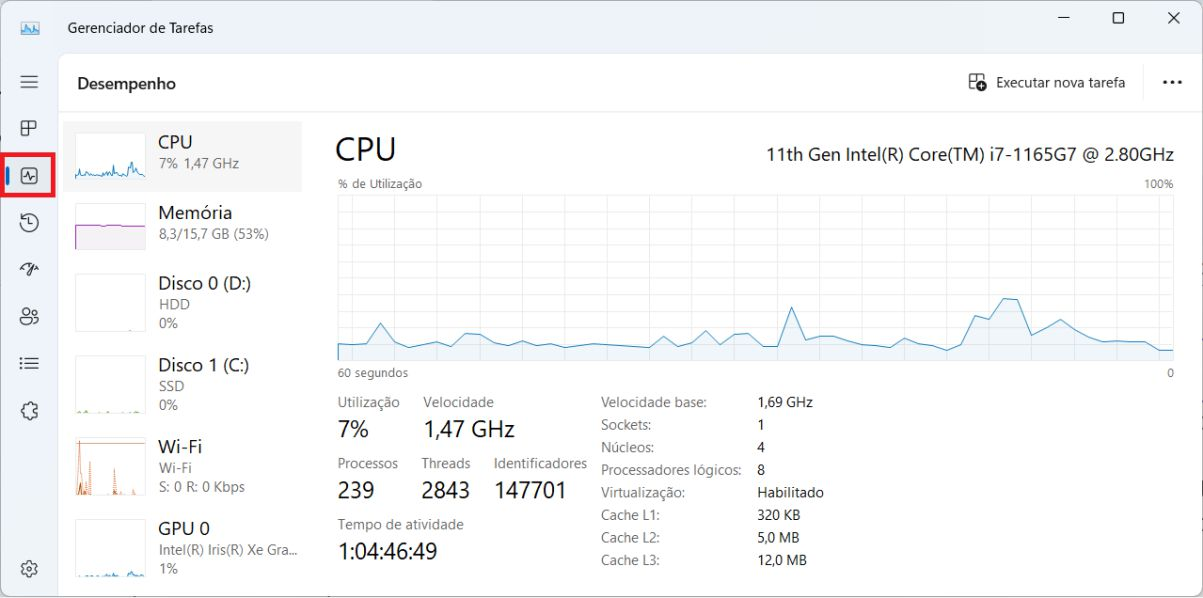 Gerenciador de Tarefas
Desempenho
Executar nova tarefa
CPU
7% 1,47 GHz
Memória
8,3/15,7 GB (53%)
Disco 0 (D:)
HDD
0%
Disco 1 (C:)
SSD
0%
Wi-Fi
Wi-Fi
S: 0 R: 0 Kbps
GPU 0
Intel(R) Iris(R) Xe Gra...
1%
CPU
11th Gen Intel(R) Core(TM) i7-1165G7 @ 2.80GHz
% de Utilização 100%
60 segundos 0
Utilização Velocidade
7% 1,47 GHz
Processos Threads Identificadores
239 2843 147701
Tempo de atividade
1:04:46:49
Velocidade base: 1,69 GHz
Sockets: 1
Núcleos: 4
Processadores lógicos: 8
Virtualização: Habilitado
Cache L1: 320 KB
Cache L2: 5,0 MB
Cache L3: 12,0 MB